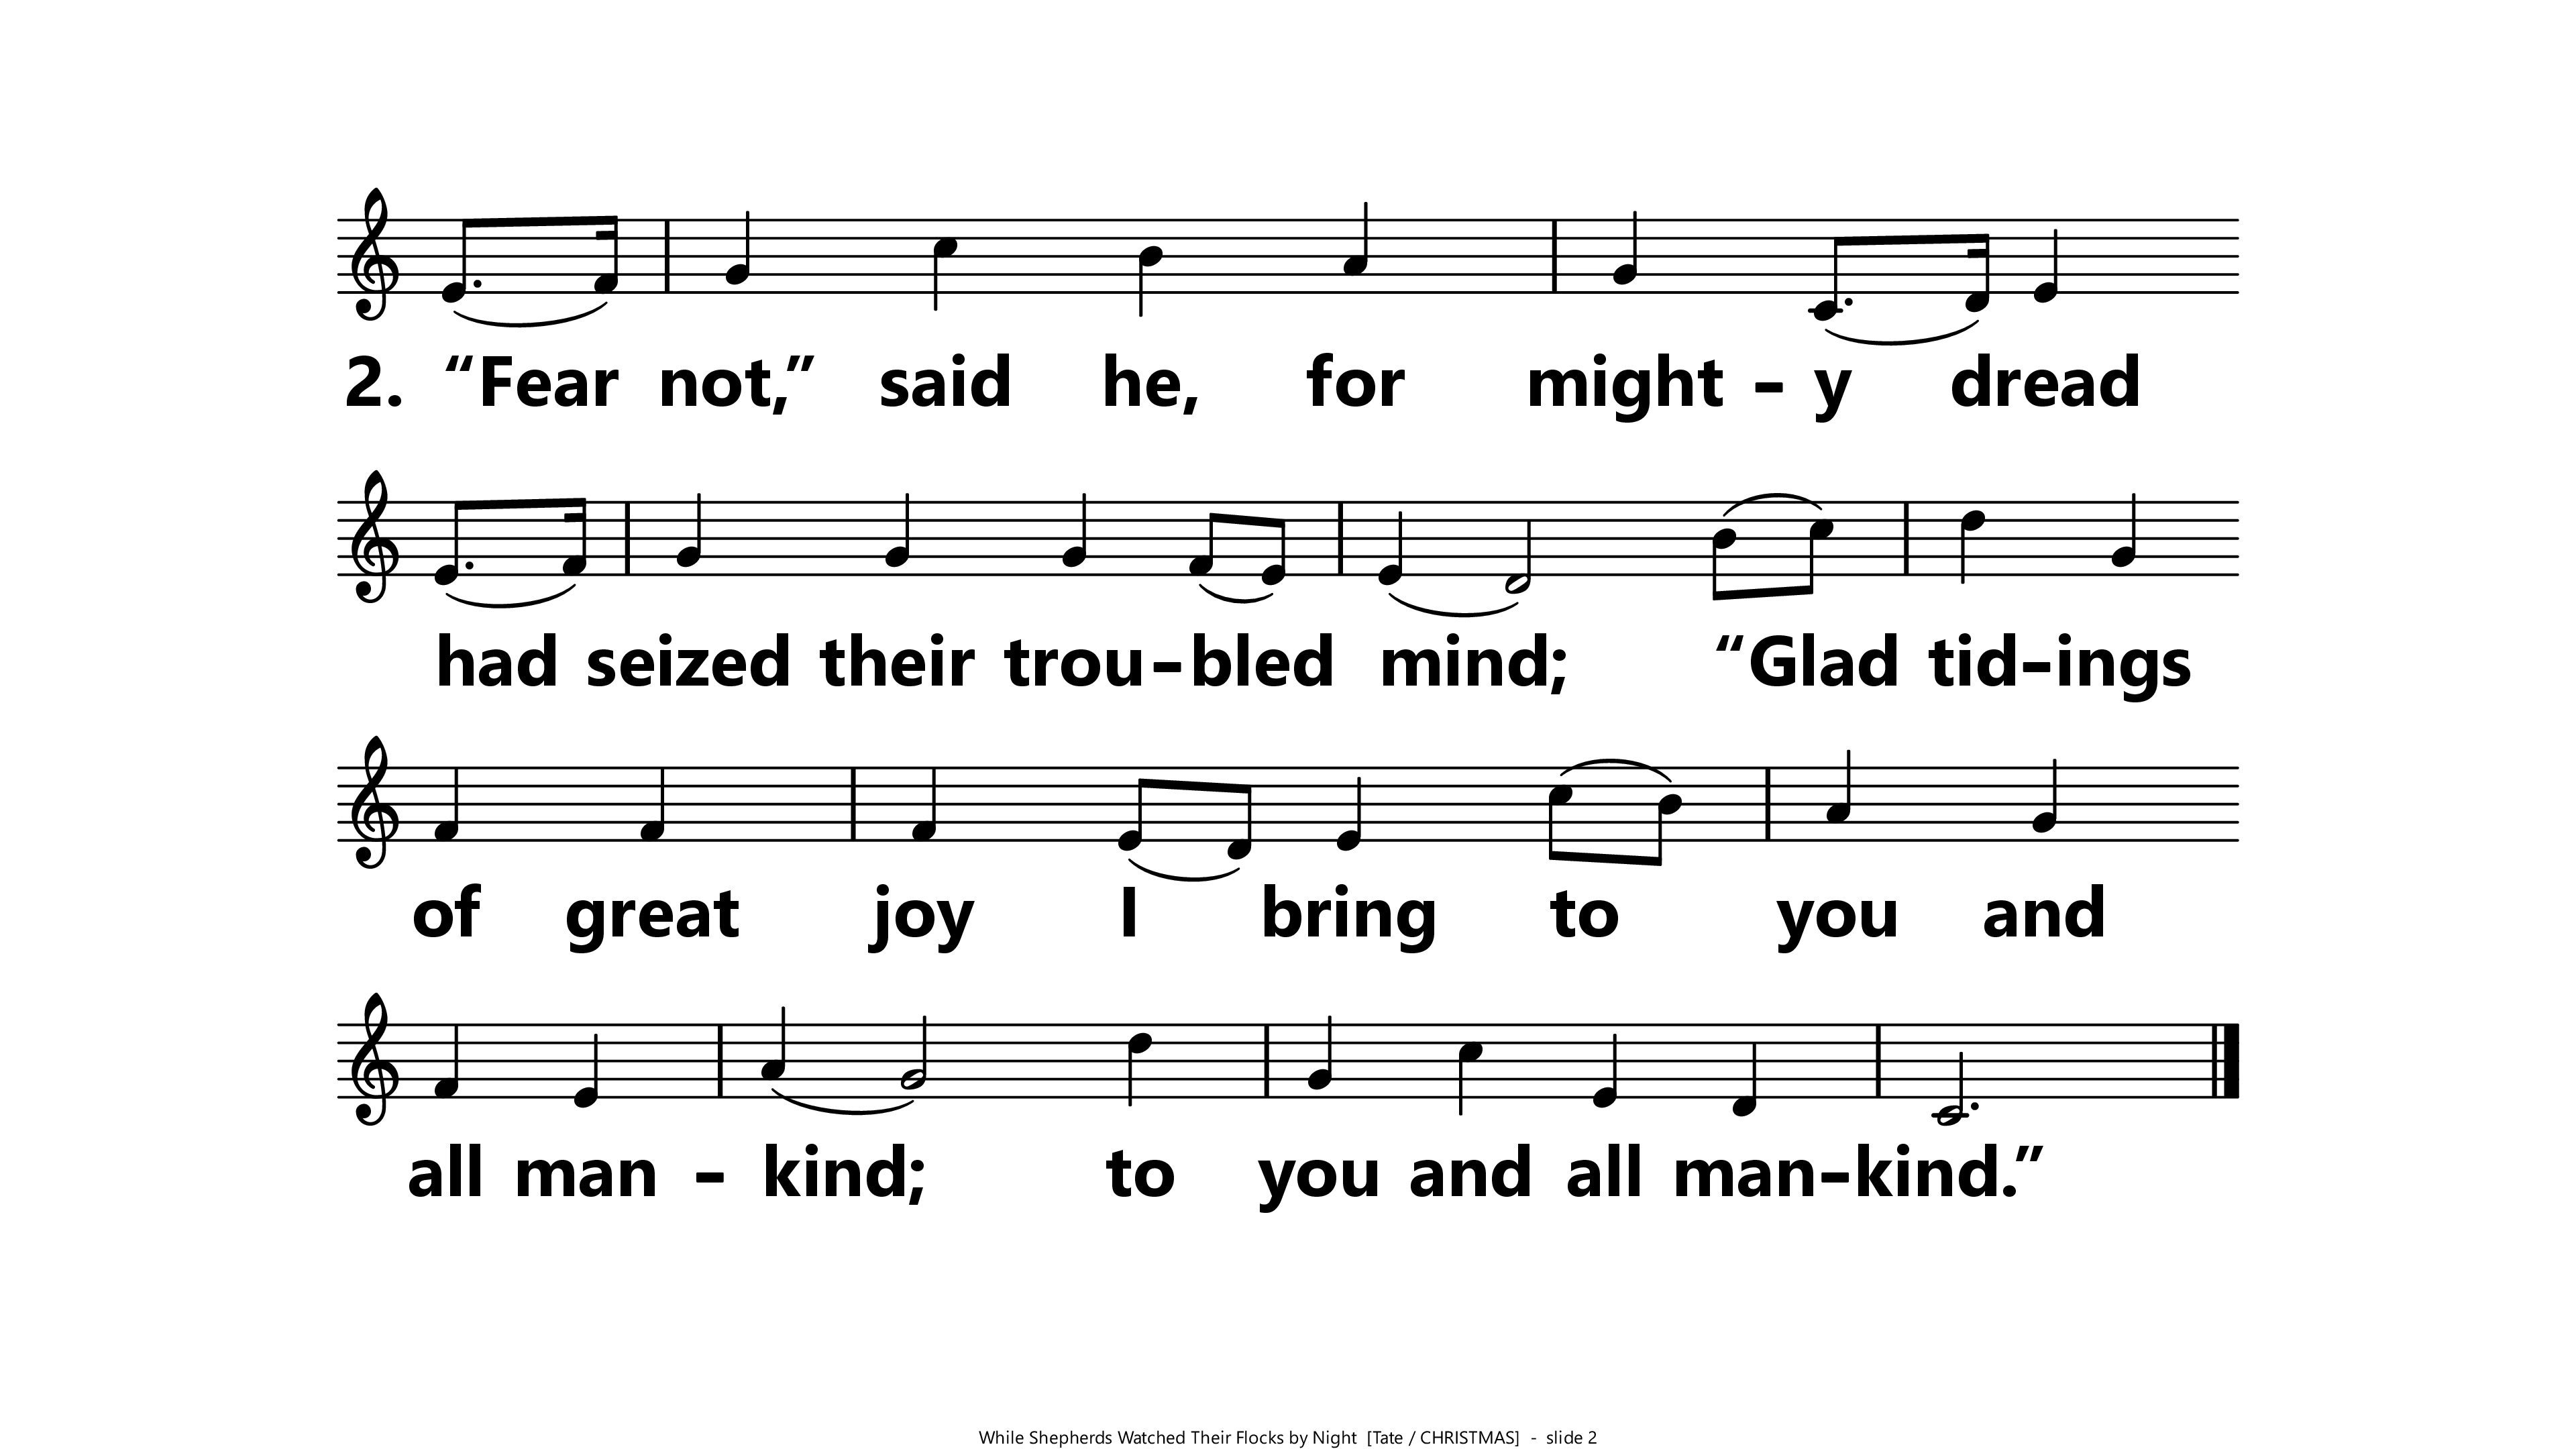 2. “Fear not,” said he, for might - y dread
had seized their trou-bled mind; “Glad tid-ings
of great joy I bring to you and
all man - kind; to you and all man-kind.”
While Shepherds Watched Their Flocks by Night [Tate / CHRISTMAS] - slide 2